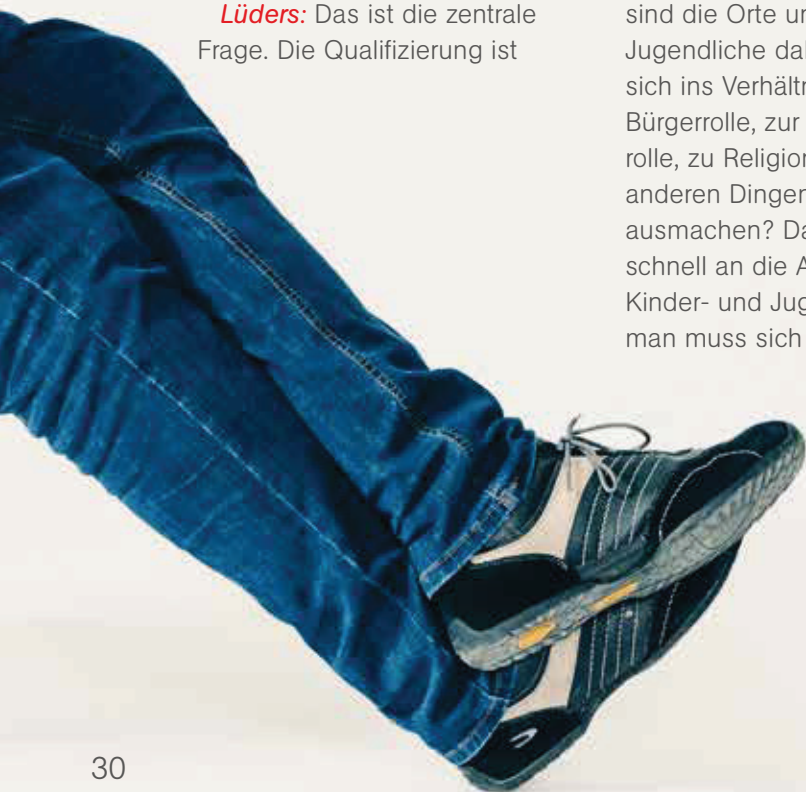 Lüders: Das ist die zentrale
Frage. Die Qualifizierung ist
sind die Orte
Jugendliche
sich ins
Bürgerrolle, zur
rolle, zu
anderen
ausmachen?
schnell an die
Kinder- und
man muss sich
30